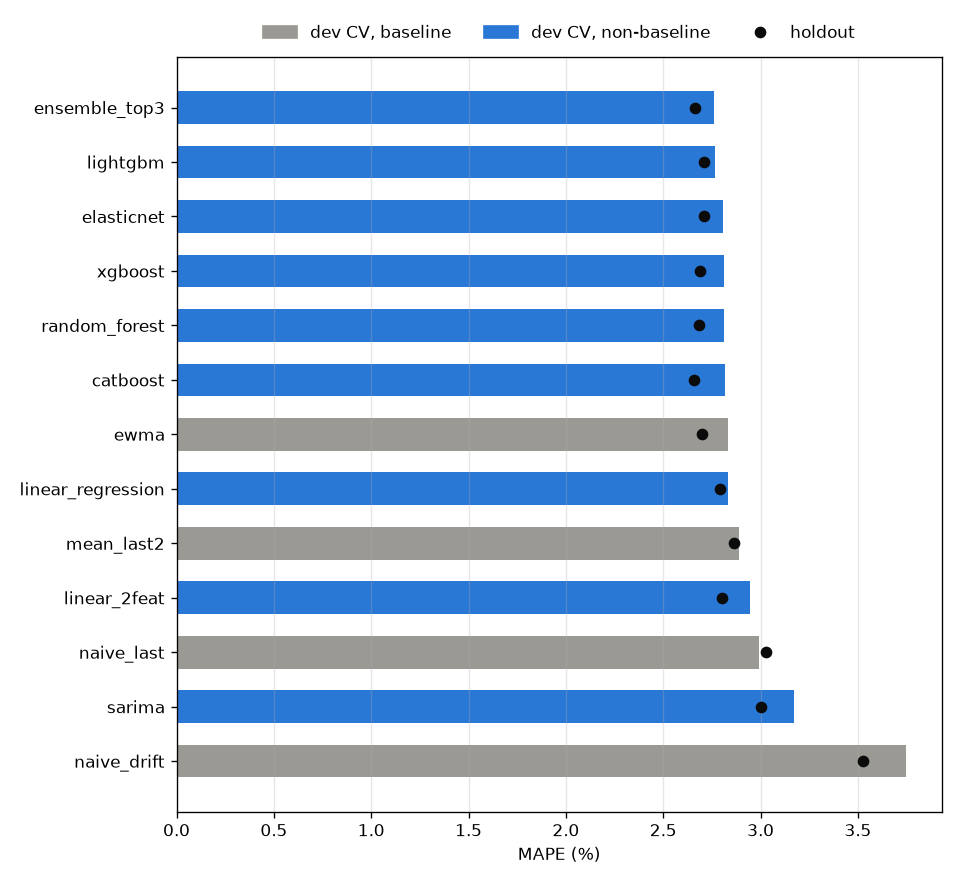 dev CV, baseline dev CV, non-baseline holdout
ensemble_top3
lightgbm
elasticnet
xgboost
random_forest
catboost
ewma
linear_regression
mean_last2
linear_2feat
naive_last
sarima
naive_drift
0.0 0.5 1.0 1.5 2.0 2.5 3.0 3.5
MAPE (%)